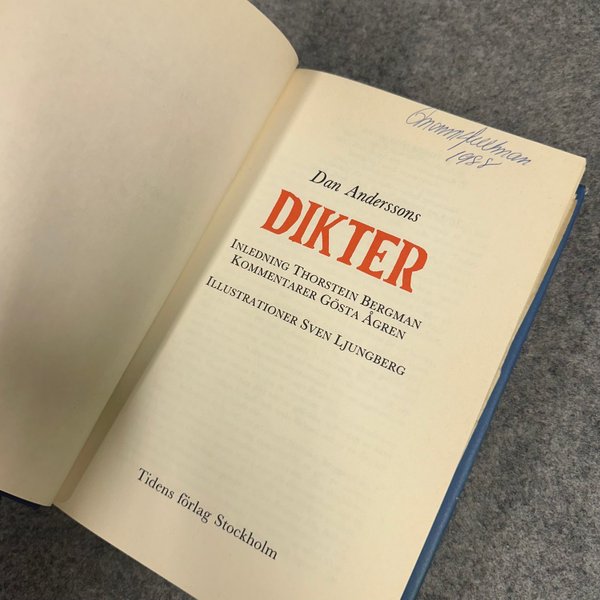 1988
Dan Anderssons
DIKTER
INLEDNING THORSTEIN BERGMAN
KOMMENTARER GÖSTA ÅGREN
ILLUSTRATIONER SVEN LJUNGBERG
Tidens förlag Stockholm